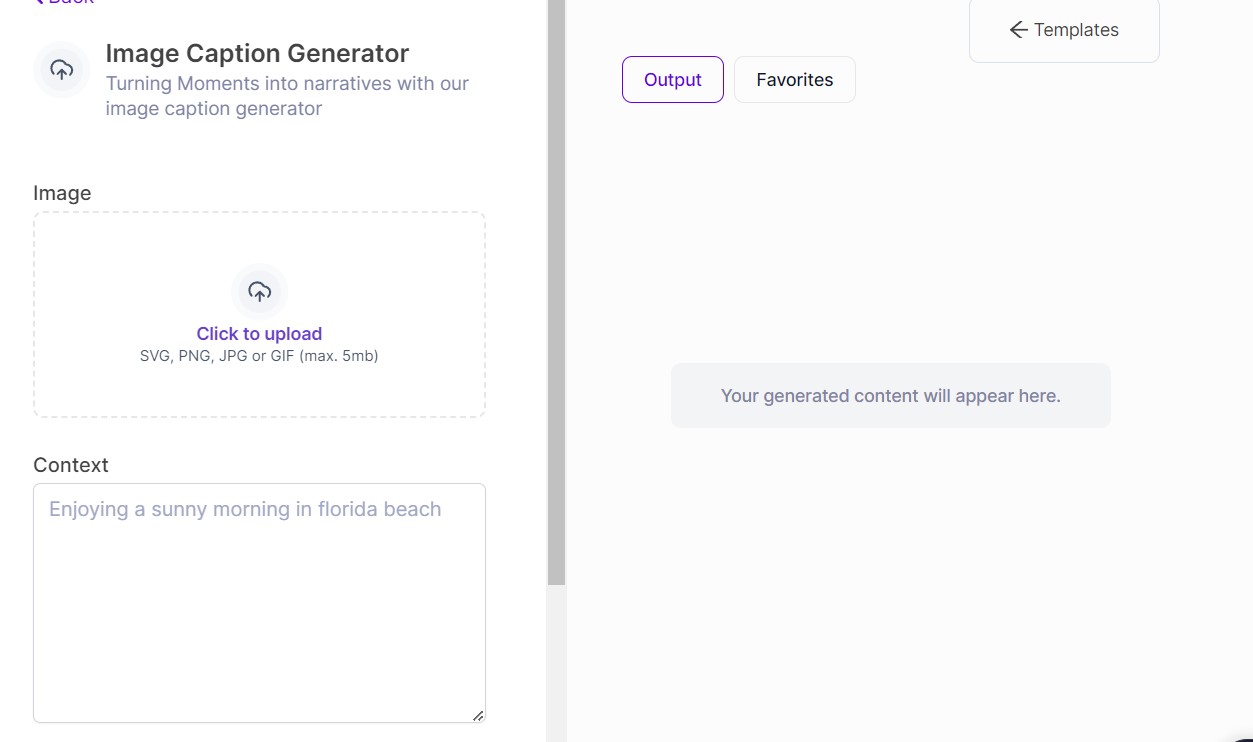 Back
Image Caption Generator
Turning Moments into narratives with our
image caption generator
Image
Click to upload
SVG, PNG, JPG or GIF (max. 5mb)
Context
Enjoying a sunny morning in florida beach
Templates
Output
Favorites
Your generated content will appear here.